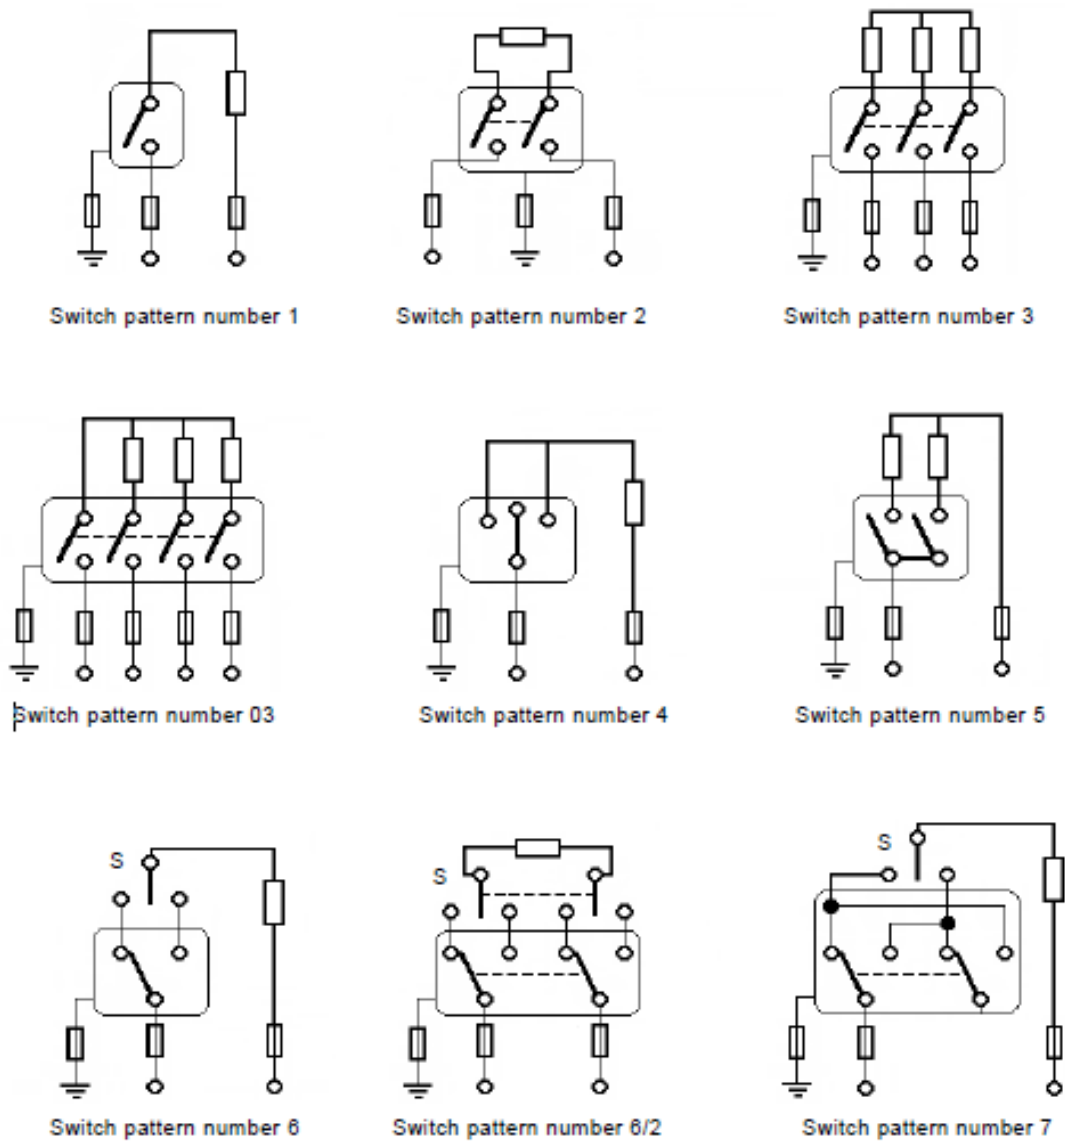 Switch pattern number 1
Switch pattern number 2
Switch pattern number 3
Switch pattern number 03
Switch pattern number 4
Switch pattern number 5
S
S
S
Switch pattern number 6
Switch pattern number 6/2
Switch pattern number 7